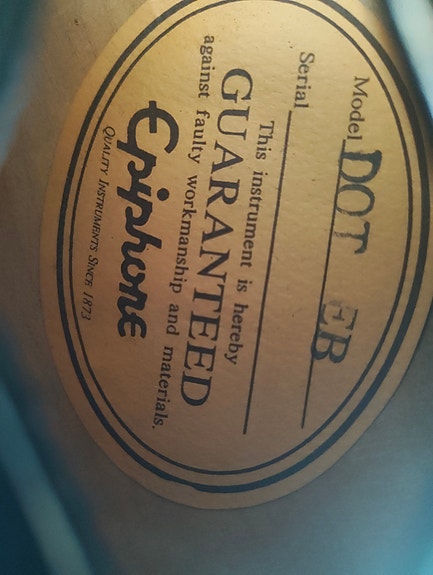 Model DOT EB
Serial
This instrument is hereby
GUARANTEED
against faulty workmanship and materials.
Epiphone
QUALITY INSTRUMENTS SINCE 1873